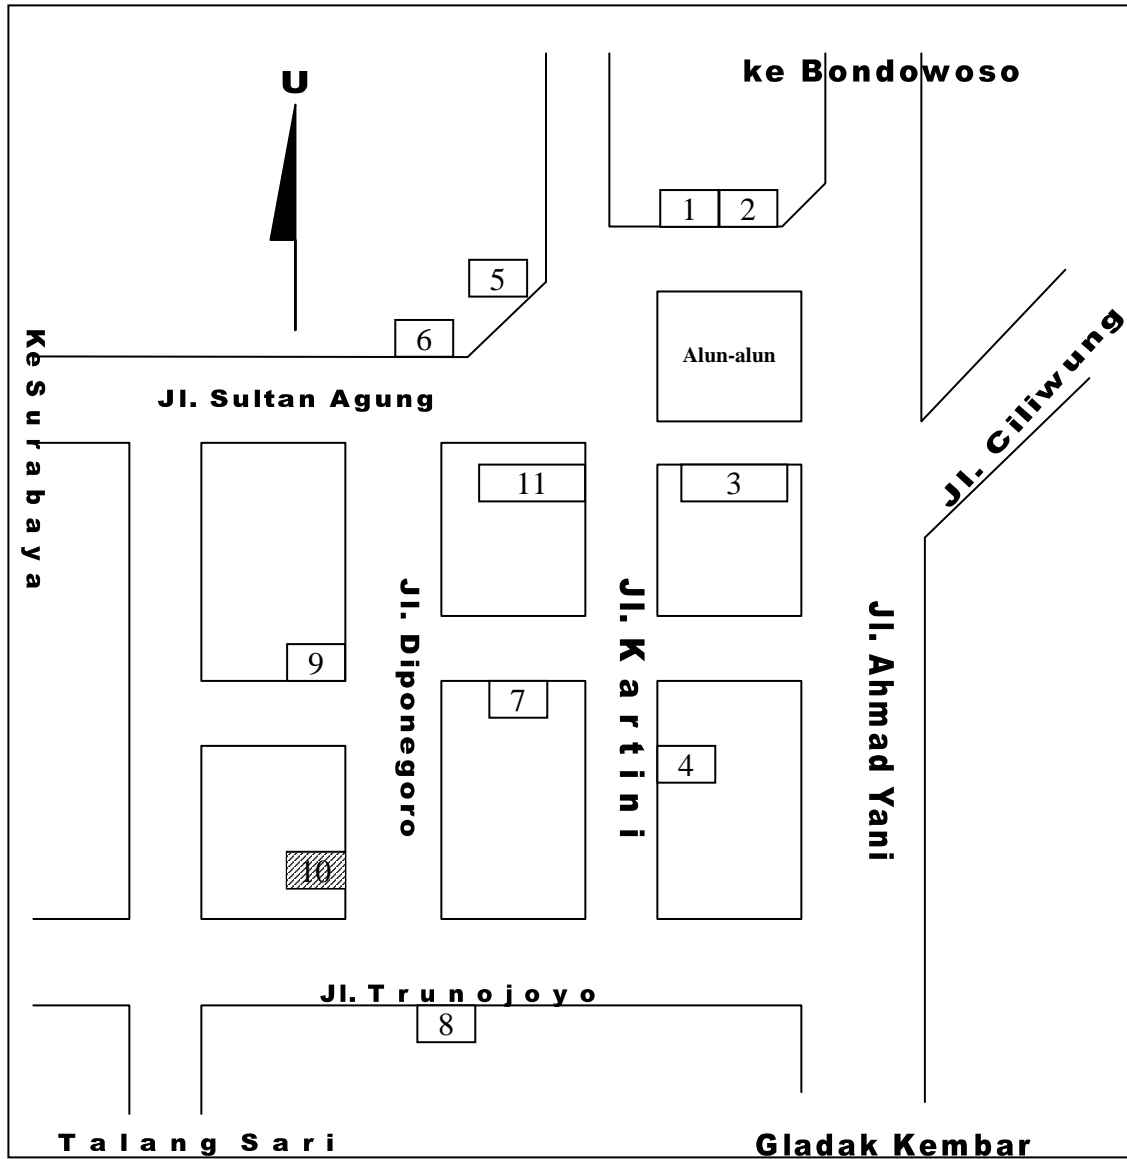 ke Bondowoso
U
1
2
5
6
Alun-alun
Ke Surabaya
Jl. Sultan Agung
Jl. Ciliwung
11
3
Jl. Diponegoro
Jl. Kartini
Jl. Ahmad Yani
9
7
4
10
Jl. Trunojoyo
8
Talang Sari
Gladak Kembar